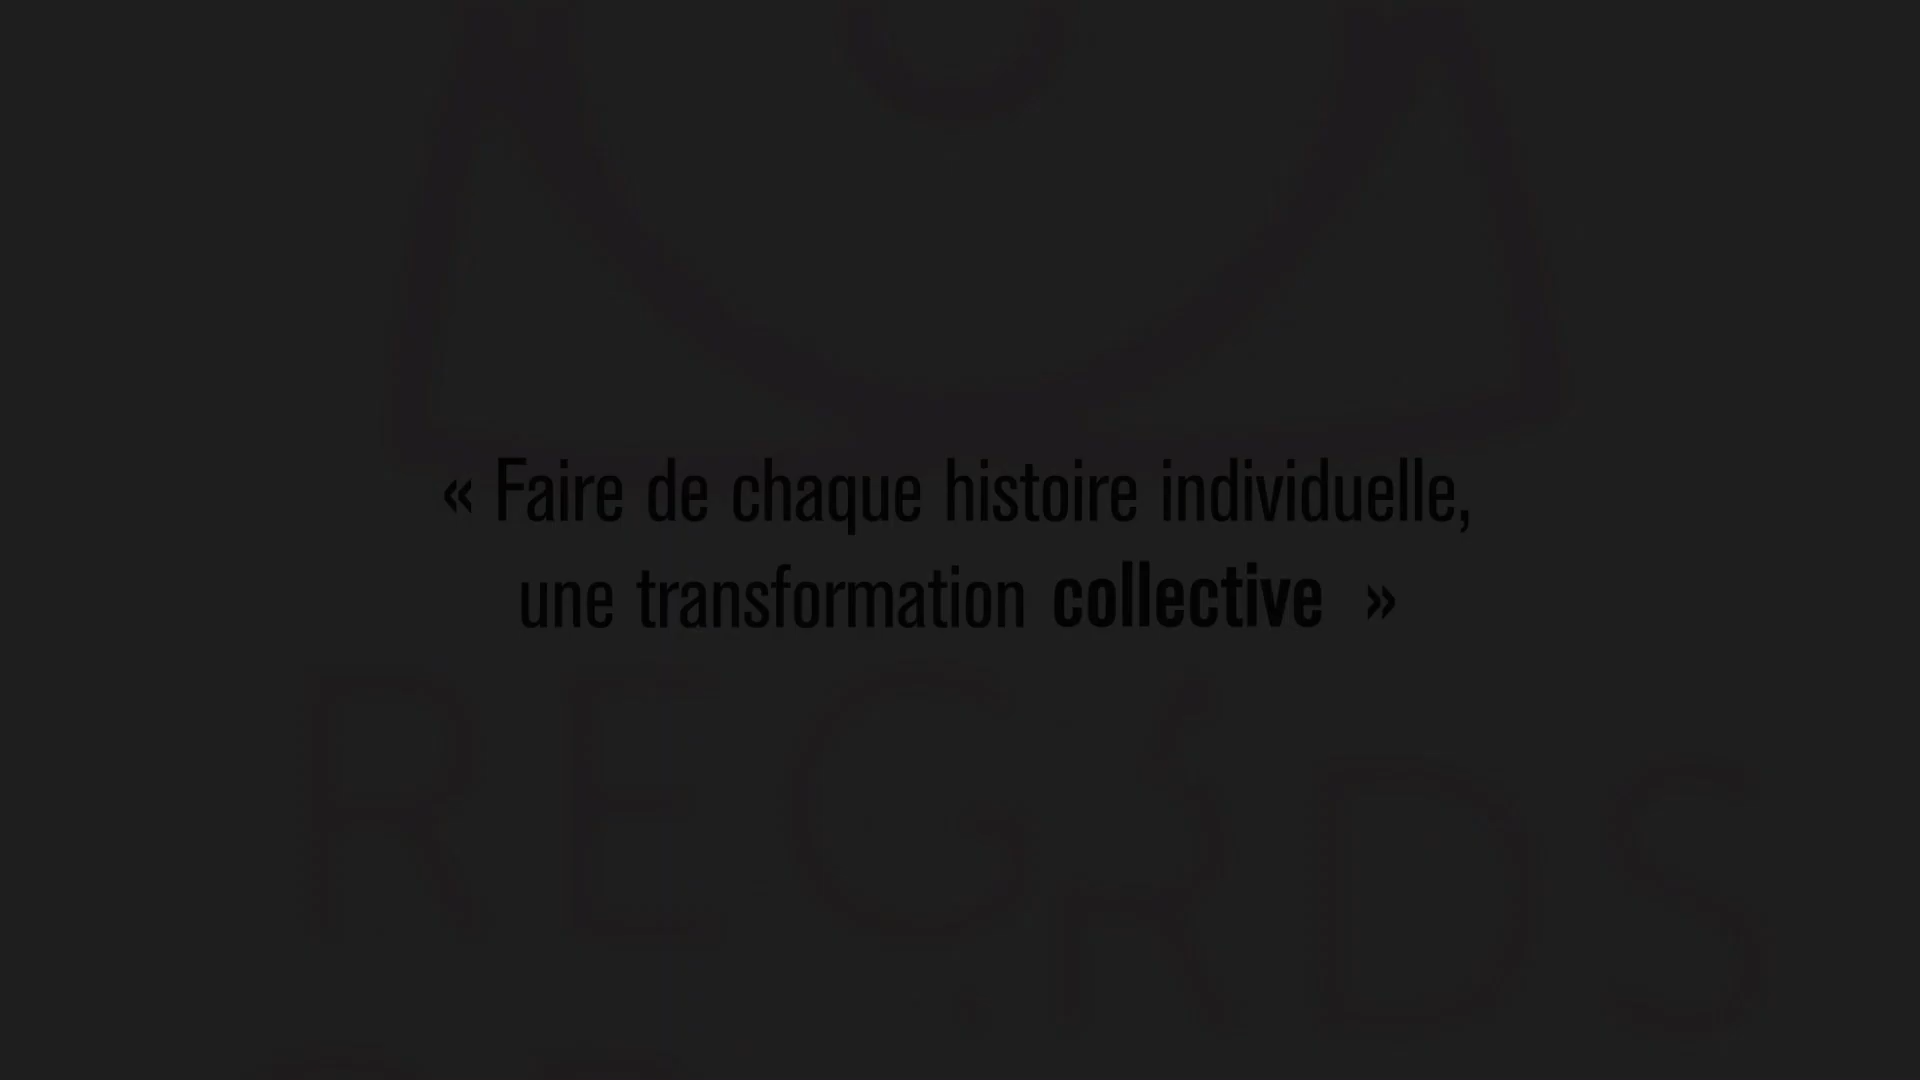 « Faire de chaque histoire individuelle,
une transformation collective »
REGARDS